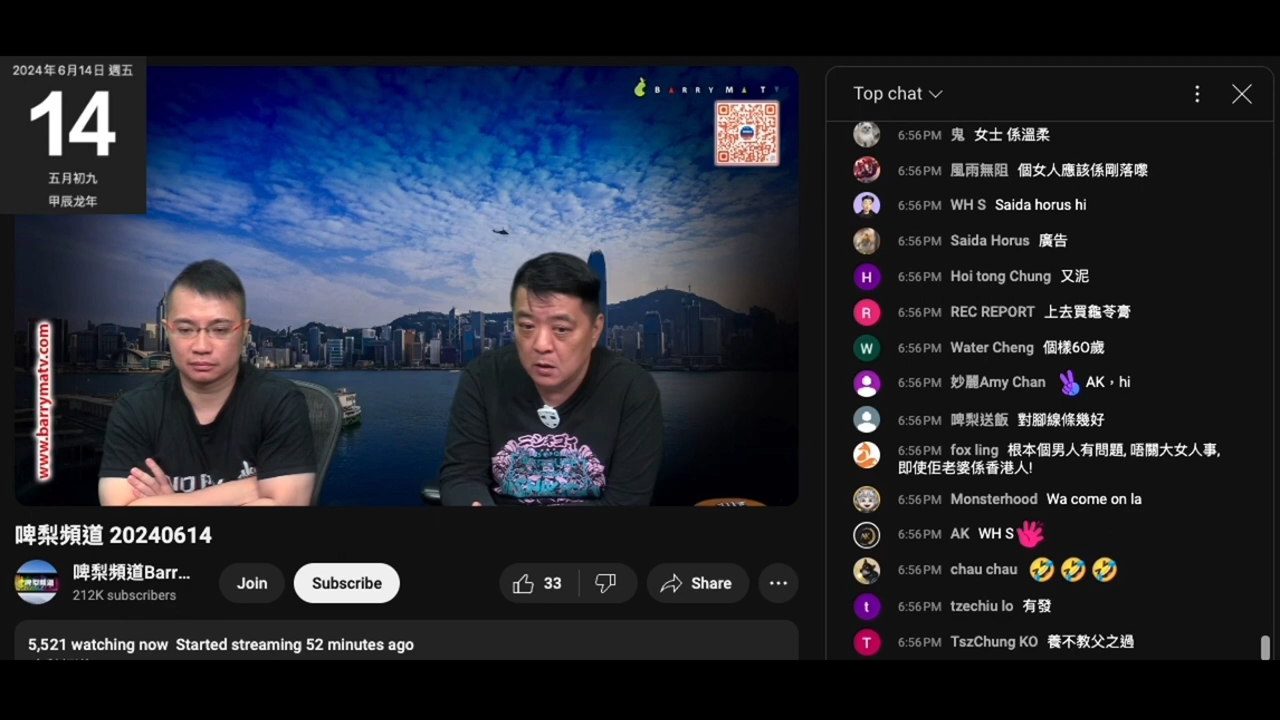 2024年6月14日 週五
14
五月初九
甲辰龙年
BARRYMATV
www.barrymatv.com
ニシキゴイ
啤梨頻道 20240614
啤梨頻道Barr...
212K subscribers
Join
Subscribe
33
Share
5,521 watching now Started streaming 52 minutes ago
Top chat
6:56PM 鬼 女士 係溫柔
6:56PM 風雨無阻 個女人應該係剛落嚟
6:56PM WH S Saida horus hi
6:56PM Saida Horus 廣告
H 6:56PM Hoi tong Chung 又泥
R 6:56PM REC REPORT 上去買龜苓膏
W 6:56PM Water Cheng 個樣60歲
6:56PM 妙麗Amy Chan AK，hi
6:56PM 啤梨送飯 對腳線條幾好
6:56PM fox ling 根本個男人有問題, 唔關大女人事,
即使佢老婆係香港人!
6:56PM Monsterhood Wa come on la
6:56PM AK WH S
6:56PM chau chau 🤣🤣🤣
t 6:56PM tzechiu lo 有發
T 6:56PM TszChung KO 養不教父之過